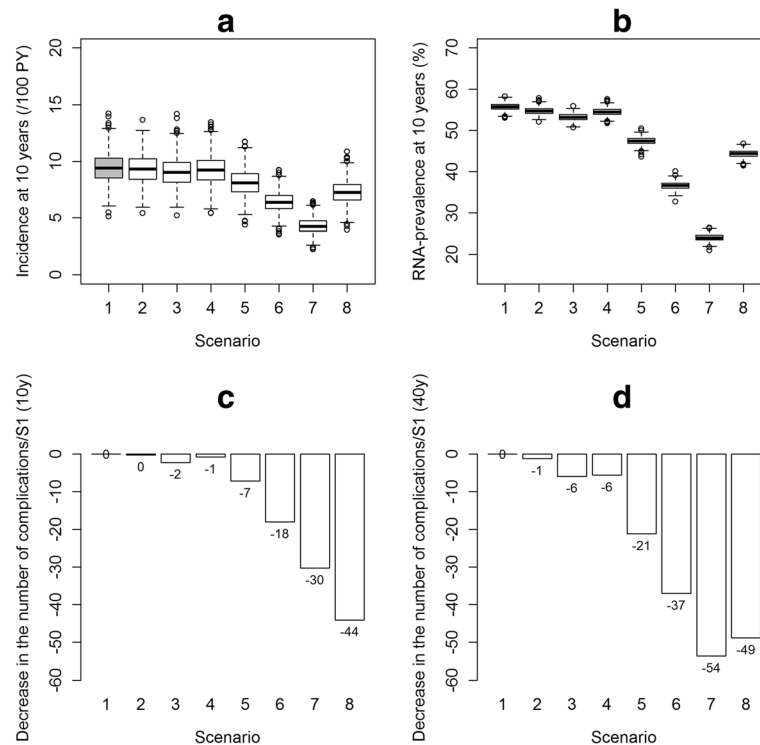 a
Incidence at 10 years (/100 PY)
20
15
10
5
0
1 2 3 4 5 6 7 8
Scenario
b
RNA-prevalence at 10 years (%)
70
60
50
40
30
20
1 2 3 4 5 6 7 8
Scenario
c
Decrease in the number of complications/S1 (10y)
0
-10
-20
-30
-40
-50
-60
0 0 -2 -1 -7 -18 -30 -44
1 2 3 4 5 6 7 8
Scenario
d
Decrease in the number of complications/S1 (40y)
0
-10
-20
-30
-40
-50
-60
0 -1 -6 -6 -21 -37 -54 -49
1 2 3 4 5 6 7 8
Scenario